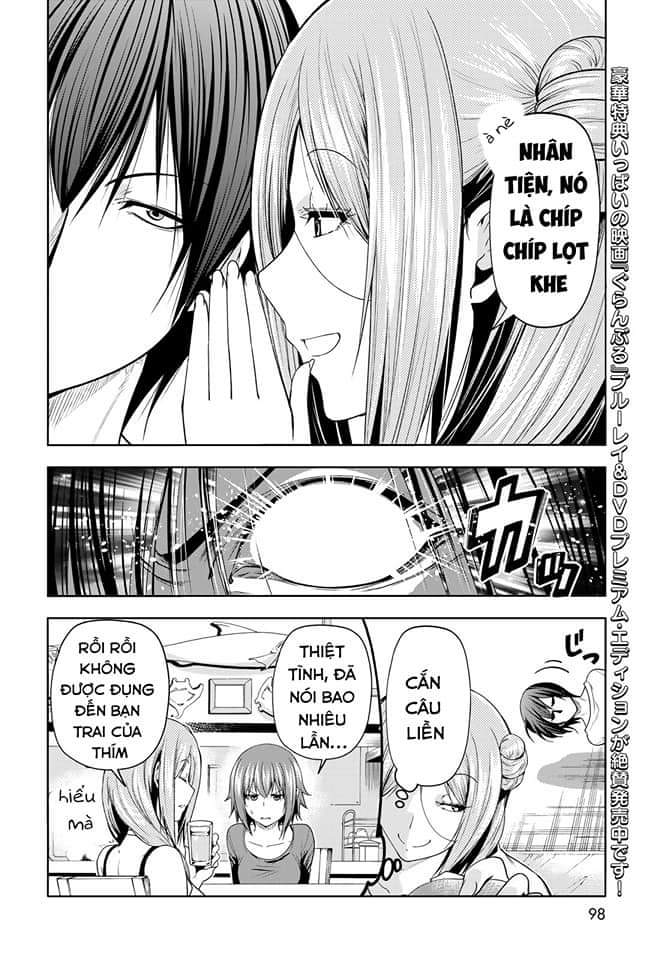 à nè
NHÂN
TIỆN, NÓ
LÀ CHÍP
CHÍP LỌT
KHE
カッ
じっ
CẮN
CÂU
LIỀN
THIỆT
TÌNH, ĐÃ
NÓI BAO
NHIÊU
LẦN...
RỒI RỒI
KHÔNG
ĐƯỢC ĐỤNG
ĐẾN BẠN
TRAI CỦA
THÍM
hiểu
mà
豪華特典いっぱいの映画『ぐらんぶる』ブルーレイ&DVDプレミアム・エディションが絶賛発売中です!
98